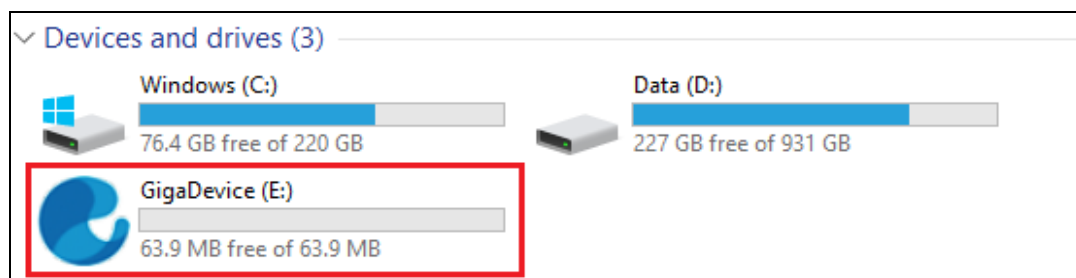 Devices and drives (3)
Windows (C:)
76.4 GB free of 220 GB
Data (D:)
227 GB free of 931 GB
GigaDevice (E:)
63.9 MB free of 63.9 MB